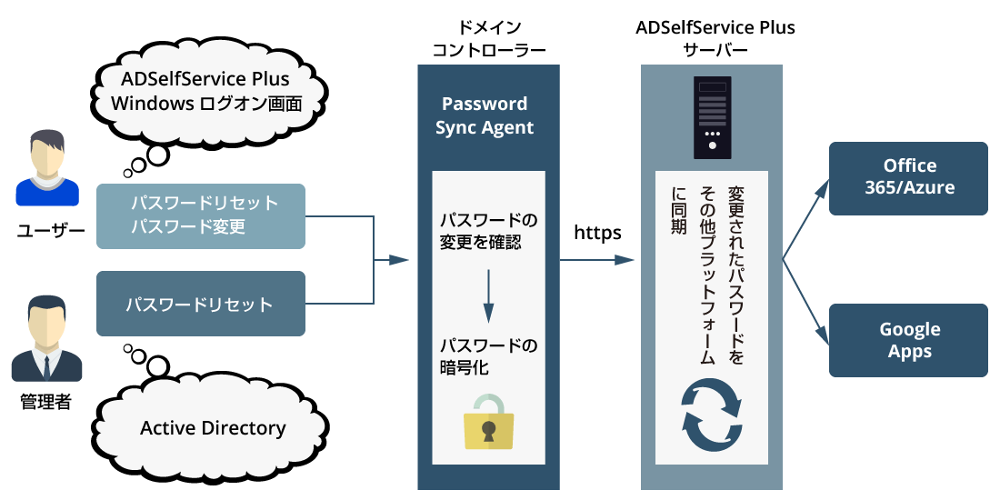 ADSelfService Plus
Windows ログオン画面
ユーザー
パスワードリセット
パスワード変更
パスワードリセット
管理者
Active Directory
ドメイン
コントローラー
Password
Sync Agent
パスワードの
変更を確認
パスワードの
暗号化
https
ADSelfService Plus
サーバー
変更されたパスワードを
その他プラットフォーム
に同期
Office
365/Azure
Google
Apps